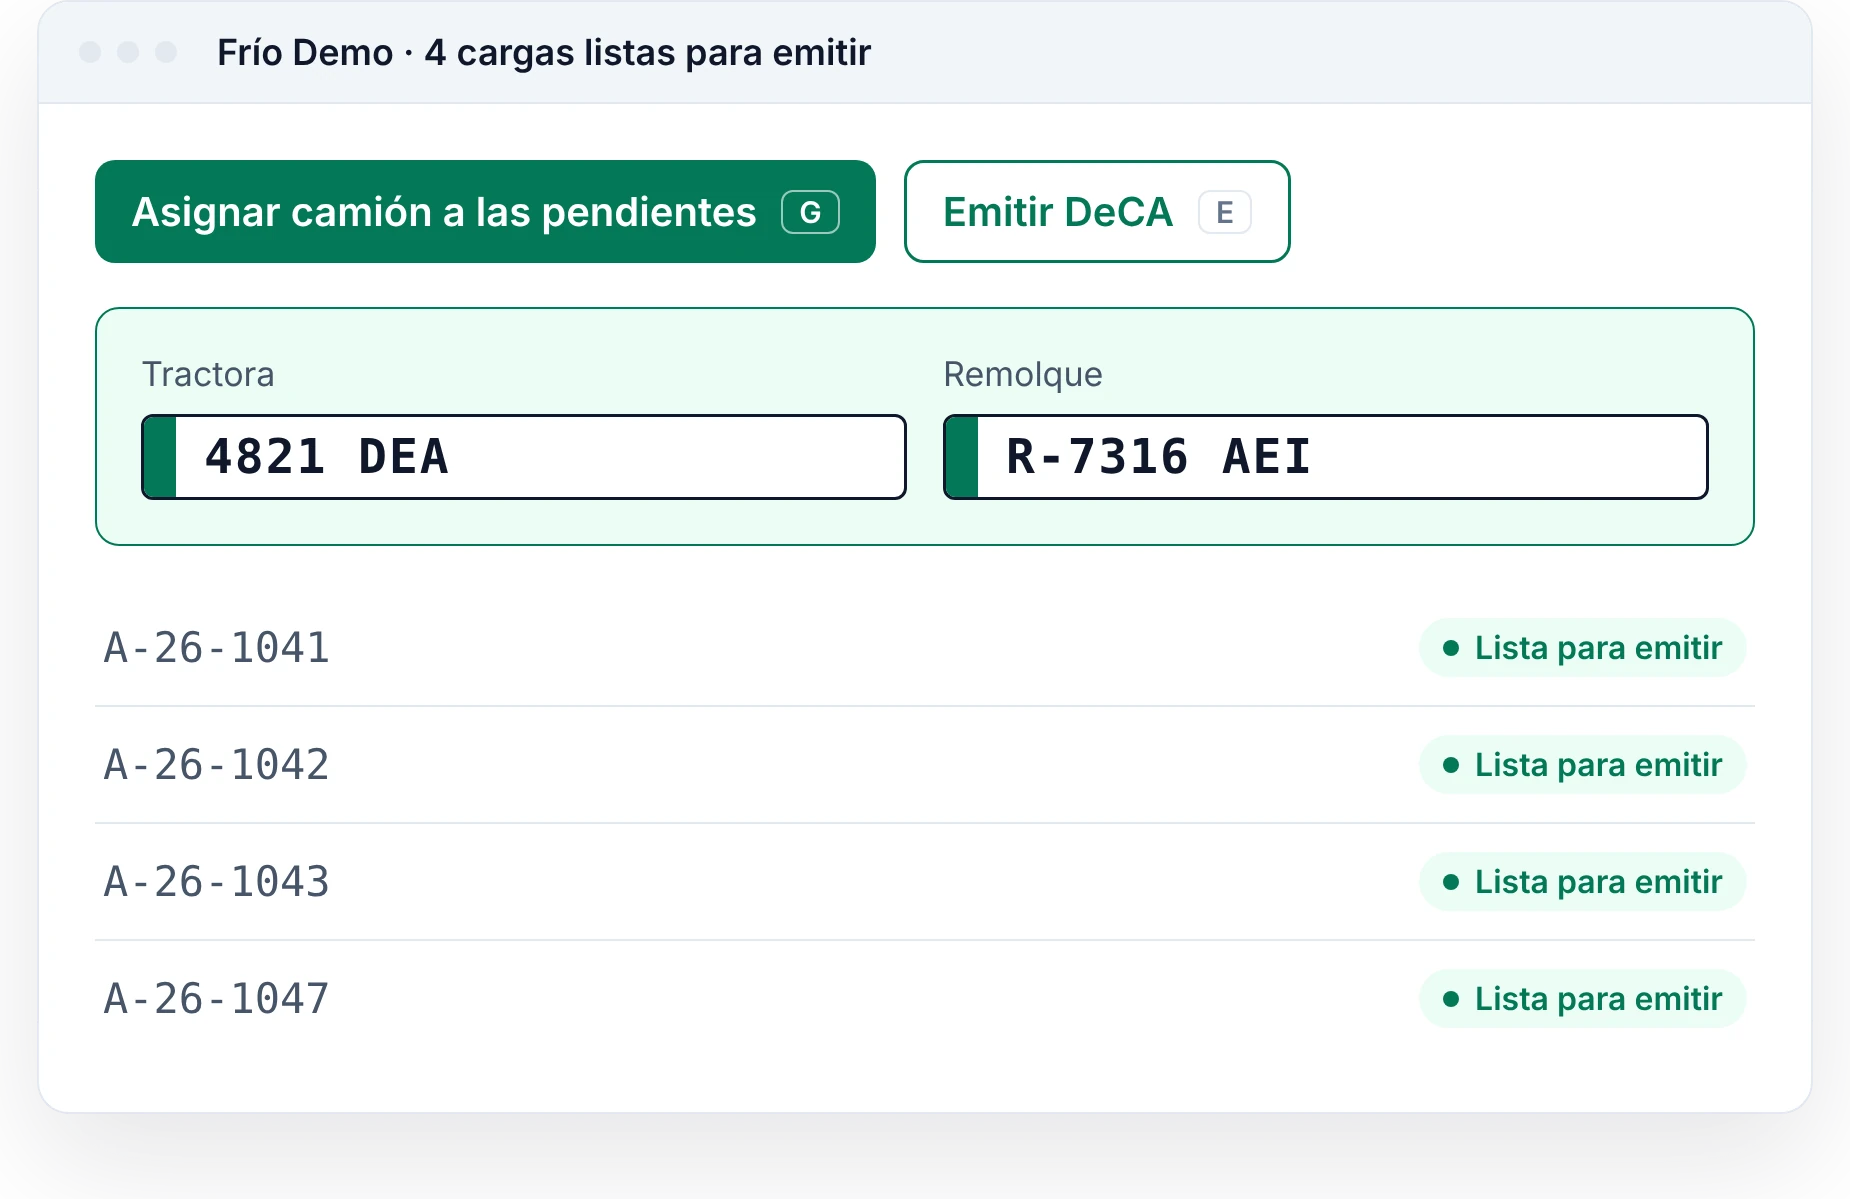 Frío Demo · 4 cargas listas para emitir
Asignar camión a las pendientes G
Emitir DeCA E
Tractora
4821 DEA
Remolque
R-7316 AEI
A-26-1041 Lista para emitir
A-26-1042 Lista para emitir
A-26-1043 Lista para emitir
A-26-1047 Lista para emitir